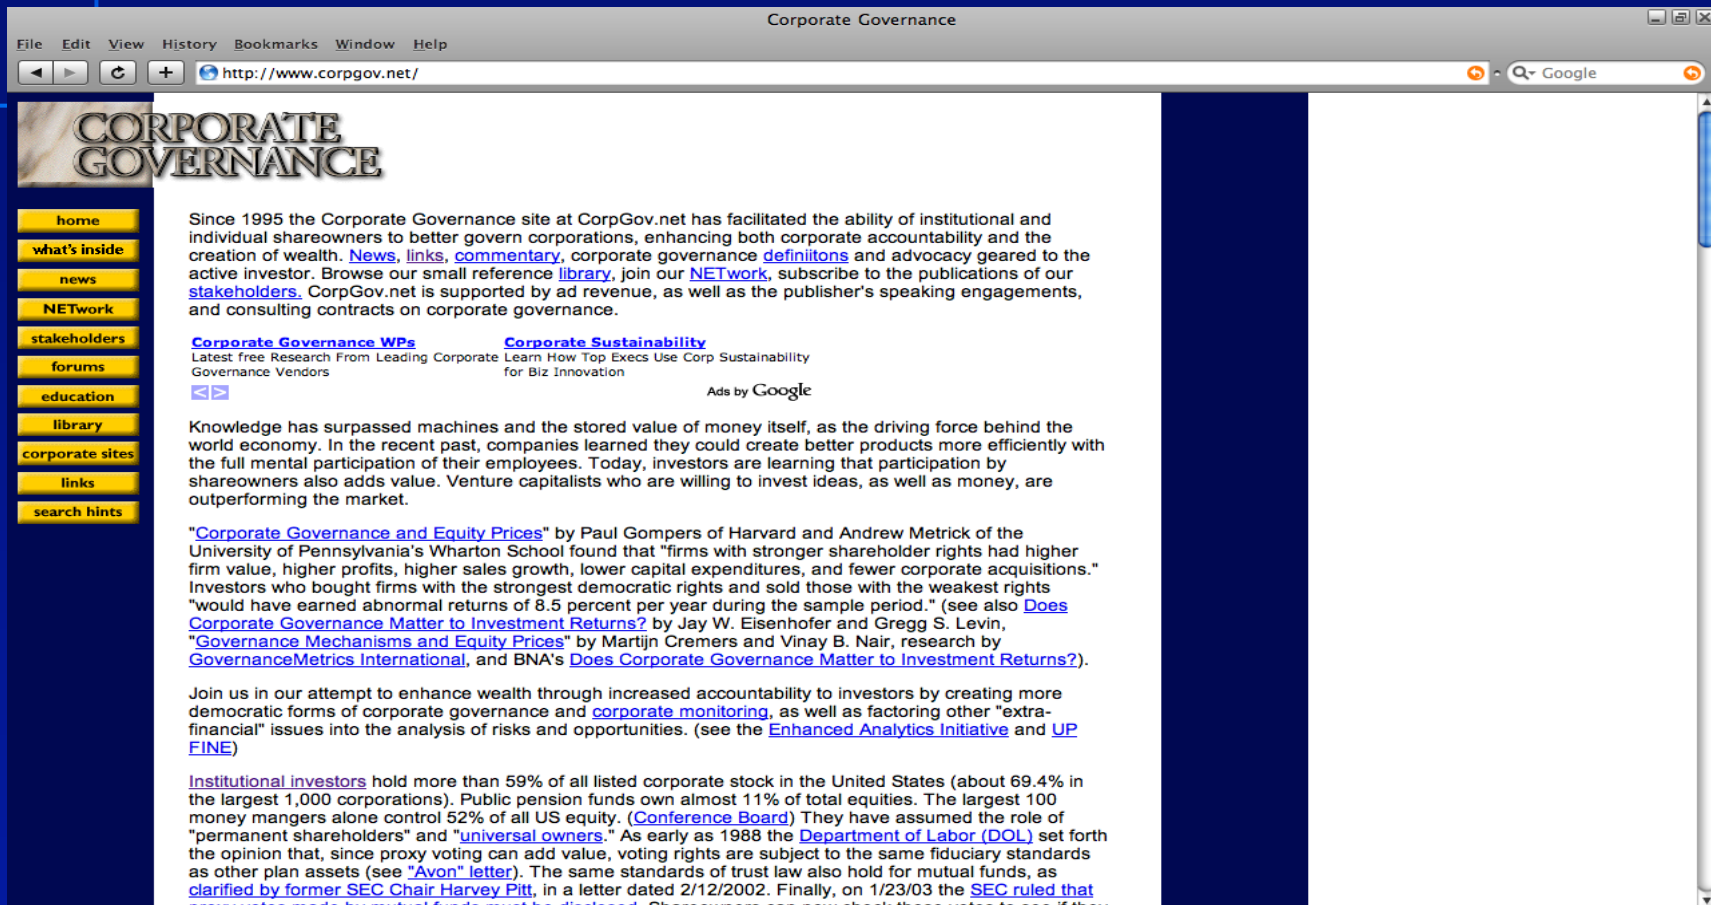 Corporate Governance
File Edit View History Bookmarks Window Help
http://www.corpgov.net/
Google
CORPORATE
GOVERNANCE
home
what's inside
news
NETwork
stakeholders
forums
education
library
corporate sites
links
search hints
Since 1995 the Corporate Governance site at CorpGov.net has facilitated the ability of institutional and
individual shareowners to better govern corporations, enhancing both corporate accountability and the
creation of wealth. News, links, commentary, corporate governance definiitons and advocacy geared to the
active investor. Browse our small reference library, join our NETwork, subscribe to the publications of our
stakeholders. CorpGov.net is supported by ad revenue, as well as the publisher's speaking engagements,
and consulting contracts on corporate governance.
Corporate Governance WPs
Latest free Research From Leading Corporate
Governance Vendors
Corporate Sustainability
Learn How Top Execs Use Corp Sustainability
for Biz Innovation
< >
Ads by Google
Knowledge has surpassed machines and the stored value of money itself, as the driving force behind the
world economy. In the recent past, companies learned they could create better products more efficiently with
the full mental participation of their employees. Today, investors are learning that participation by
shareowners also adds value. Venture capitalists who are willing to invest ideas, as well as money, are
outperforming the market.
"Corporate Governance and Equity Prices" by Paul Gompers of Harvard and Andrew Metrick of the
University of Pennsylvania's Wharton School found that "firms with stronger shareholder rights had higher
firm value, higher profits, higher sales growth, lower capital expenditures, and fewer corporate acquisitions."
Investors who bought firms with the strongest democratic rights and sold those with the weakest rights
"would have earned abnormal returns of 8.5 percent per year during the sample period." (see also Does
Corporate Governance Matter to Investment Returns? by Jay W. Eisenhofer and Gregg S. Levin,
"Governance Mechanisms and Equity Prices" by Martijn Cremers and Vinay B. Nair, research by
GovernanceMetrics International, and BNA's Does Corporate Governance Matter to Investment Returns?).
Join us in our attempt to enhance wealth through increased accountability to investors by creating more
democratic forms of corporate governance and corporate monitoring, as well as factoring other "extra-
financial" issues into the analysis of risks and opportunities. (see the Enhanced Analytics Initiative and UP
FINE)
Institutional investors hold more than 59% of all listed corporate stock in the United States (about 69.4% in
the largest 1,000 corporations). Public pension funds own almost 11% of total equities. The largest 100
money mangers alone control 52% of all US equity. (Conference Board) They have assumed the role of
"permanent shareholders" and "universal owners." As early as 1988 the Department of Labor (DOL) set forth
the opinion that, since proxy voting can add value, voting rights are subject to the same fiduciary standards
as other plan assets (see "Avon" letter). The same standards of trust law also hold for mutual funds, as
clarified by former SEC Chair Harvey Pitt, in a letter dated 2/12/2002. Finally, on 1/23/03 the SEC ruled that
proxy votes made by mutual funds must be disclosed. Shareowners can now check these votes to see if they